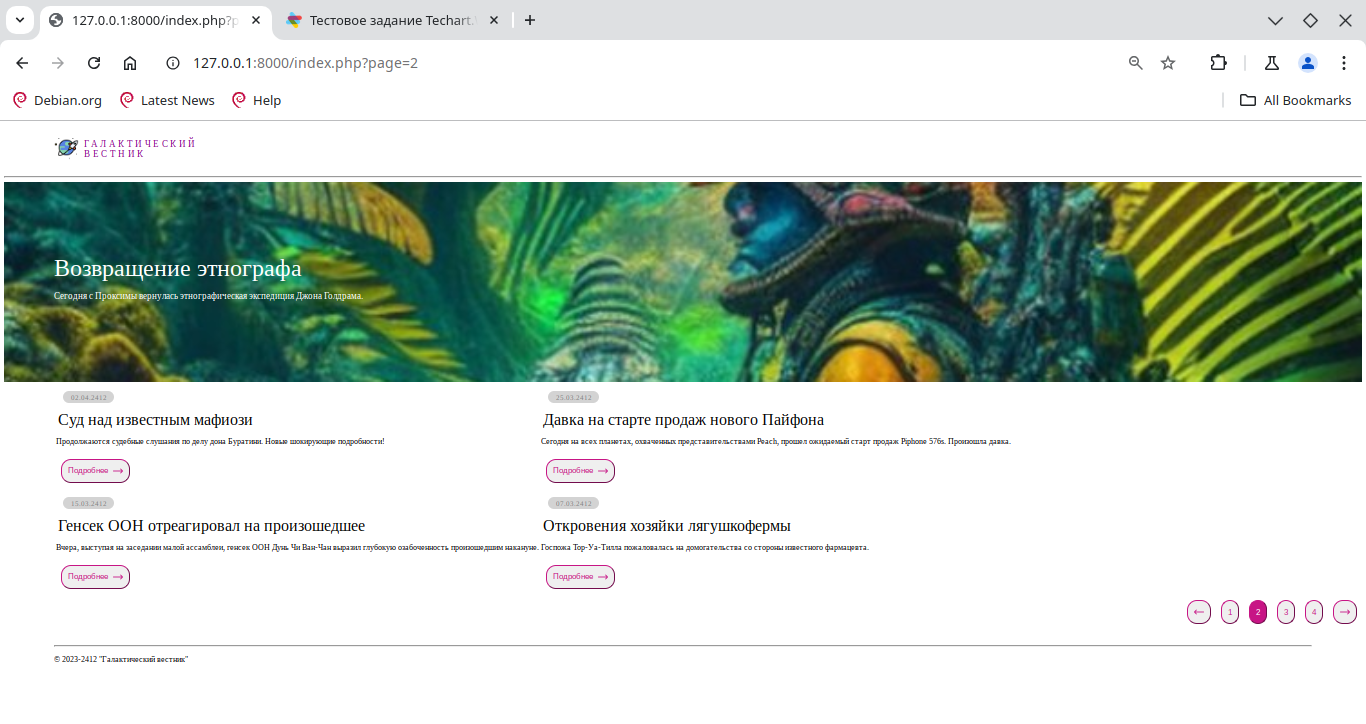 127.0.0.1:8000/index.php?p
Тестовое задание Techart.
127.0.0.1:8000/index.php?page=2
Debian.org
Latest News
Help
All Bookmarks
ГАЛАКТИЧЕСКИЙ
ВЕСТНИК
Возвращение этнографа
Сегодня с Проксимы вернулась этнографическая экспедиция Джона Голдрама.
02.04.2412
25.03.2412
Суд над известным мафиози
Давка на старте продаж нового Пайфона
Продолжаются судебные слушания по делу дона Буратини. Новые шокирующие подробности!
Сегодня на всех планетах, охваченных представительствами Peach, прошел ожидаемый старт продаж Piphone 576s. Произошла давка.
Подробнее →
Подробнее →
15.03.2412
07.03.2412
Генсек ООН отреагировал на произошедшее
Откровения хозяйки лягушкофермы
Вчера, выступая на заседании малой ассамблеи, генсек ООН Дунь Чи Ван-Чан выразил глубокую озабоченность произошедшим накануне.
Госпожа Тор-Уа-Тилла пожаловалась на домогательства со стороны известного фармацевта.
Подробнее →
Подробнее →
← 1 2 3 4 →
© 2023-2412 "Галактический вестник"